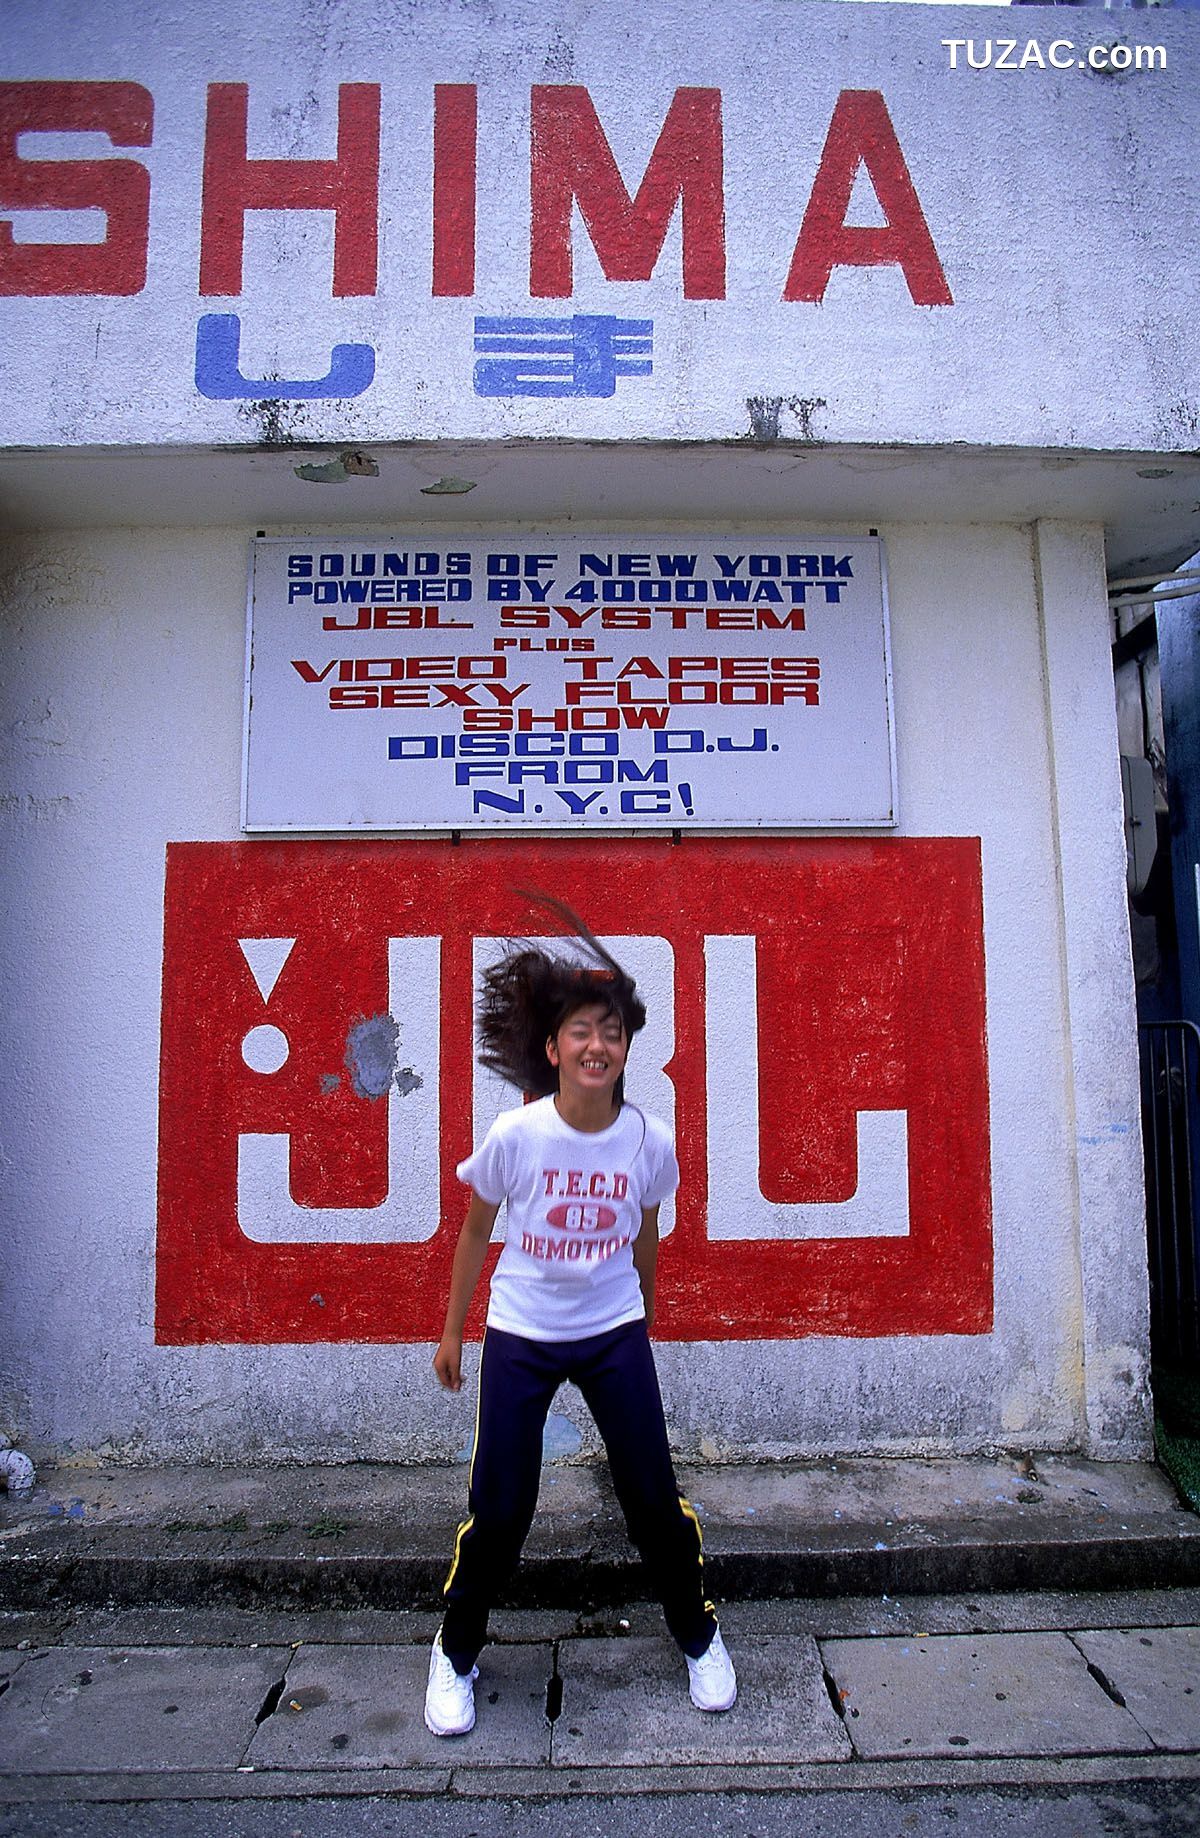 TUZAC.com
SHIMA
しま
SOUNDS OF NEW YORK
POWERED BY 4000WATT
JBL SYSTEM
PLUS
VIDEO TAPES
SEXY FLOOR
SHOW
DISCO D.J.
FROM
N.Y.C!
JBL
T.E.C.D
85
DEMOTION